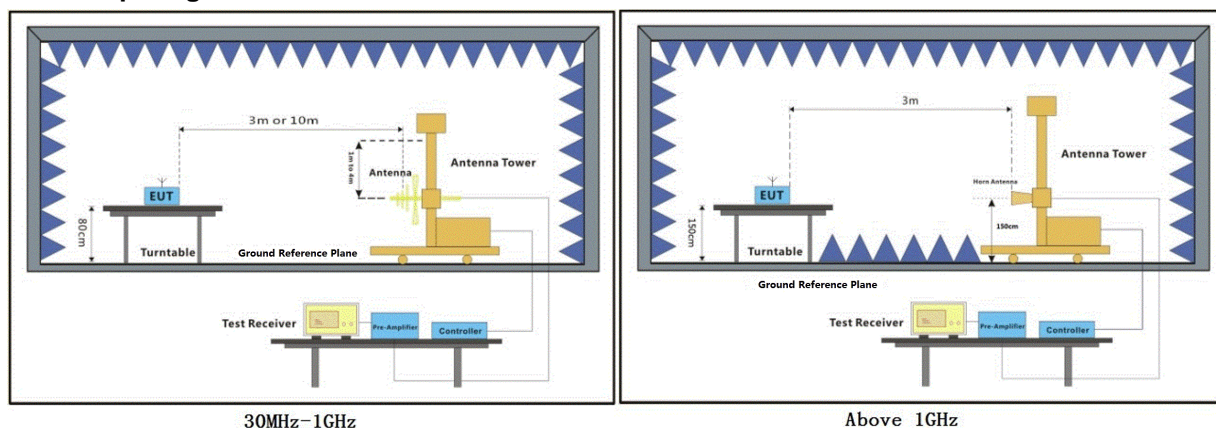 3m or 10m
1m to 4m
Antenna
Antenna Tower
EUT
80cm
Turntable
Ground Reference Plane
Test Receiver
Pre-Amplifier
Controller
30MHz-1GHz
3m
Antenna Tower
Horn Antenna
EUT
150cm
150cm
Turntable
Ground Reference Plane
Test Receiver
Pre-Amplifier
Controller
Above 1GHz